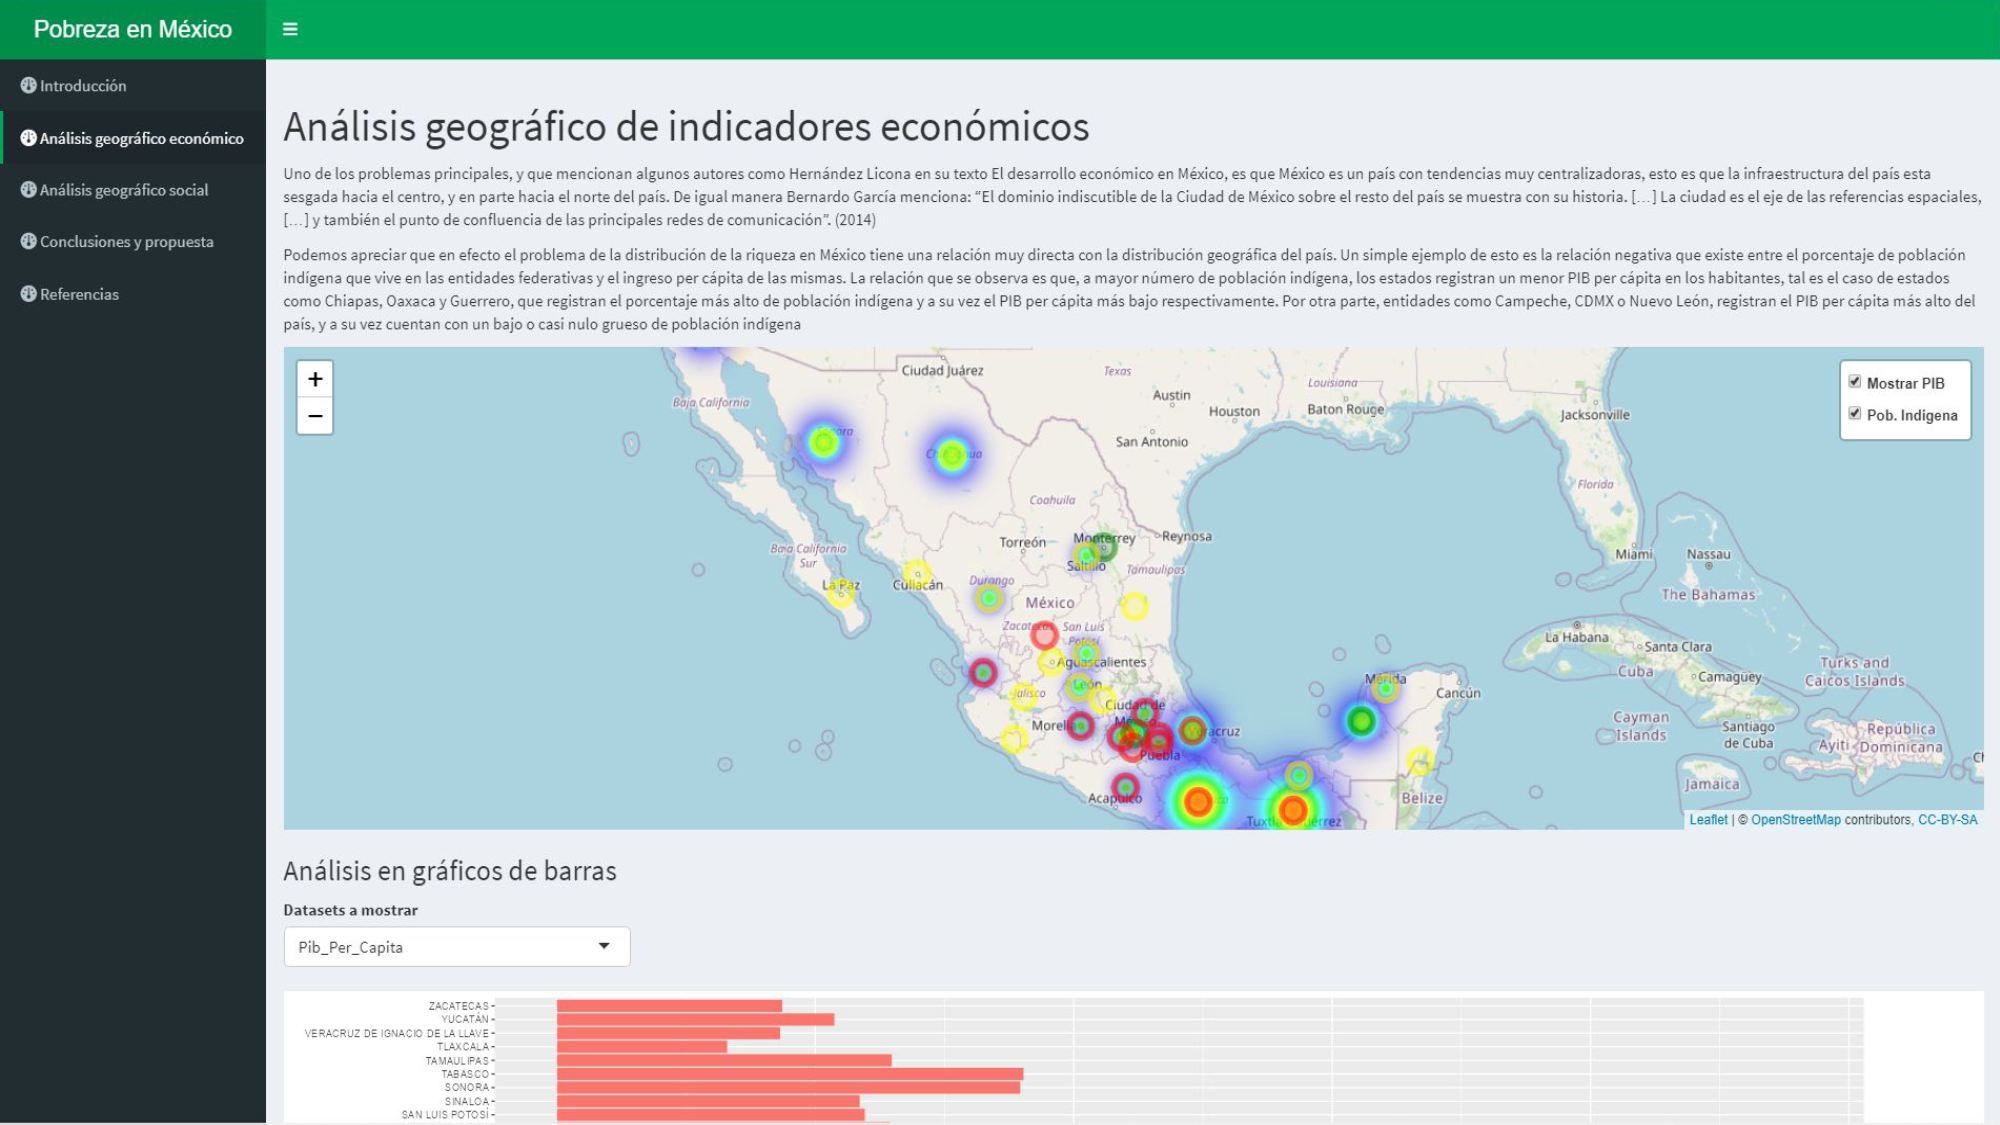 Pobreza en México
Introducción
Análisis geográfico económico
Análisis geográfico social
Conclusiones y propuesta
Referencias
Análisis geográfico de indicadores económicos
Uno de los problemas principales, y que mencionan algunos autores como Hernández Licona en su texto El desarrollo económico en México, es que México es un país con tendencias muy centralizadoras, esto es que la infraestructura del país esta
sesgada hacia el centro, y en parte hacia el norte del país. De igual manera Bernardo García menciona: “El dominio indiscutible de la Ciudad de México sobre el resto del país se muestra con su historia. […] La ciudad es el eje de las referencias espaciales,
[…] y también el punto de confluencia de las principales redes de comunicación”. (2014)
Podemos apreciar que en efecto el problema de la distribución de la riqueza en México tiene una relación muy directa con la distribución geográfica del país. Un simple ejemplo de esto es la relación negativa que existe entre el porcentaje de población
indígena que vive en las entidades federativas y el ingreso per cápita de las mismas. La relación que se observa es que, a mayor número de población indígena, los estados registran un menor PIB per cápita en los habitantes, tal es el caso de estados
como Chiapas, Oaxaca y Guerrero, que registran el porcentaje más alto de población indígena y a su vez el PIB per cápita más bajo respectivamente. Por otra parte, entidades como Campeche, CDMX o Nuevo León, registran el PIB per cápita más alto del
país, y a su vez cuentan con un bajo o casi nulo grueso de población indígena
+
−
Mostrar PIB
Pob. Indigena
Ciudad Juárez
Texas
Louisiana
Austin
Baja California
Houston
Baton Rouge
Jacksonville
San Antonio
Florida
Coahuila
Torreón
Monterrey
Reynosa
Saltillo
Tamaulipas
Miami
Nassau
Baja California
Sur
La Paz
Culiacán
Durango
México
The Bahamas
Zacatecas
San Luis
Potosí
La Habana
Santa Clara
Aguascalientes
Cuba
Camagüey
Turks and
Caicos Islands
León
Jalisco
Mérida
Cancún
Ciudad de
México
Morelia
Veracruz
Puebla
Cayman
Islands
Santiago
de Cuba
República
Dominicana
Ayiti
Acapulco
Belize
Jamaica
Tuxtla Gutiérrez
Leaflet | © OpenStreetMap contributors, CC-BY-SA
Análisis en gráficos de barras
Datasets a mostrar
Pib_Per_Capita
ZACATECAS
YUCATÁN
VERACRUZ DE IGNACIO DE LA LLAVE
TLAXCALA
TAMAULIPAS
TABASCO
SONORA
SINALOA
SAN LUIS POTOSÍ